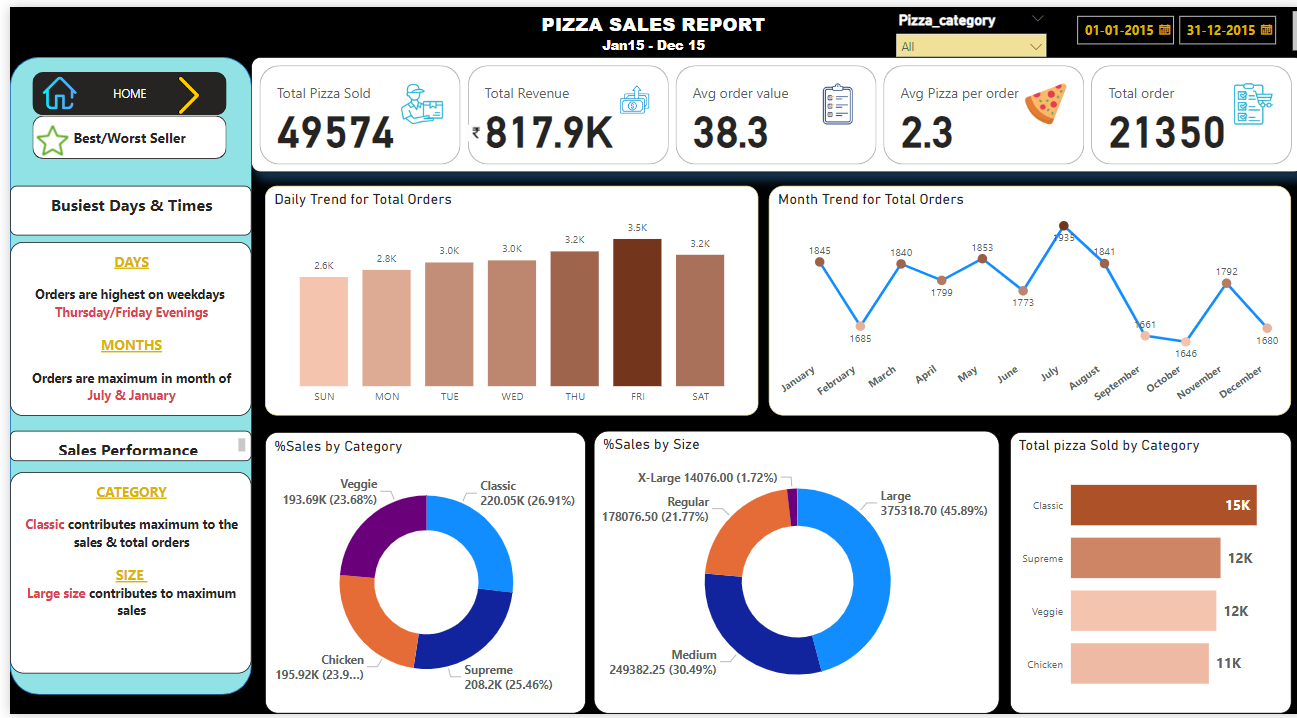 PIZZA SALES REPORT
Jan15 - Dec 15
Pizza_category
All
01-01-2015
31-12-2015
HOME
Best/Worst Seller
Total Pizza Sold
49574
Total Revenue
₹ 817.9K
Avg order value
38.3
Avg Pizza per order
2.3
Total order
21350
Busiest Days & Times
DAYS
Orders are highest on weekdays
Thursday/Friday Evenings
MONTHS
Orders are maximum in month of
July & January
Sales Performance
CATEGORY
Classic contributes maximum to the
sales & total orders
SIZE
Large size contributes to maximum
sales
Daily Trend for Total Orders
2.6K
2.8K
3.0K
3.0K
3.2K
3.5K
3.2K
SUN
MON
TUE
WED
THU
FRI
SAT
Month Trend for Total Orders
1845
1685
1840
1799
1853
1773
1935
1841
1661
1646
1792
1680
January
February
March
April
May
June
July
August
September
October
November
December
%Sales by Category
Veggie
193.69K (23.68%)
Classic
220.05K (26.91%)
Chicken
195.92K (23.9...)
Supreme
208.2K (25.46%)
%Sales by Size
X-Large 14076.00 (1.72%)
Regular
178076.50 (21.77%)
Large
375318.70 (45.89%)
Medium
249382.25 (30.49%)
Total pizza Sold by Category
Classic
15K
Supreme
12K
Veggie
12K
Chicken
11K